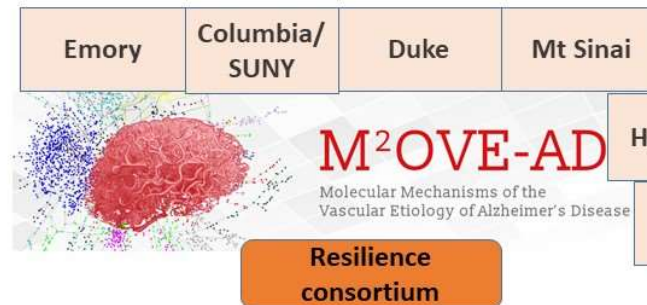 Emory
Columbia/
SUNY
Duke
Mt Sinai
H
M²OVE-AD
Molecular Mechanisms of the
Vascular Etiology of Alzheimer's Disease
Resilience
consortium